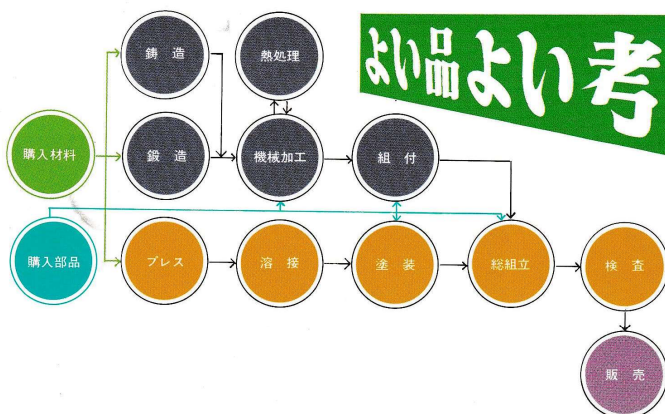 よい品よい考
鋳造
熱処理
購入材料
鍛造
機械加工
組付
購入部品
プレス
溶接
塗装
総組立
検査
販売